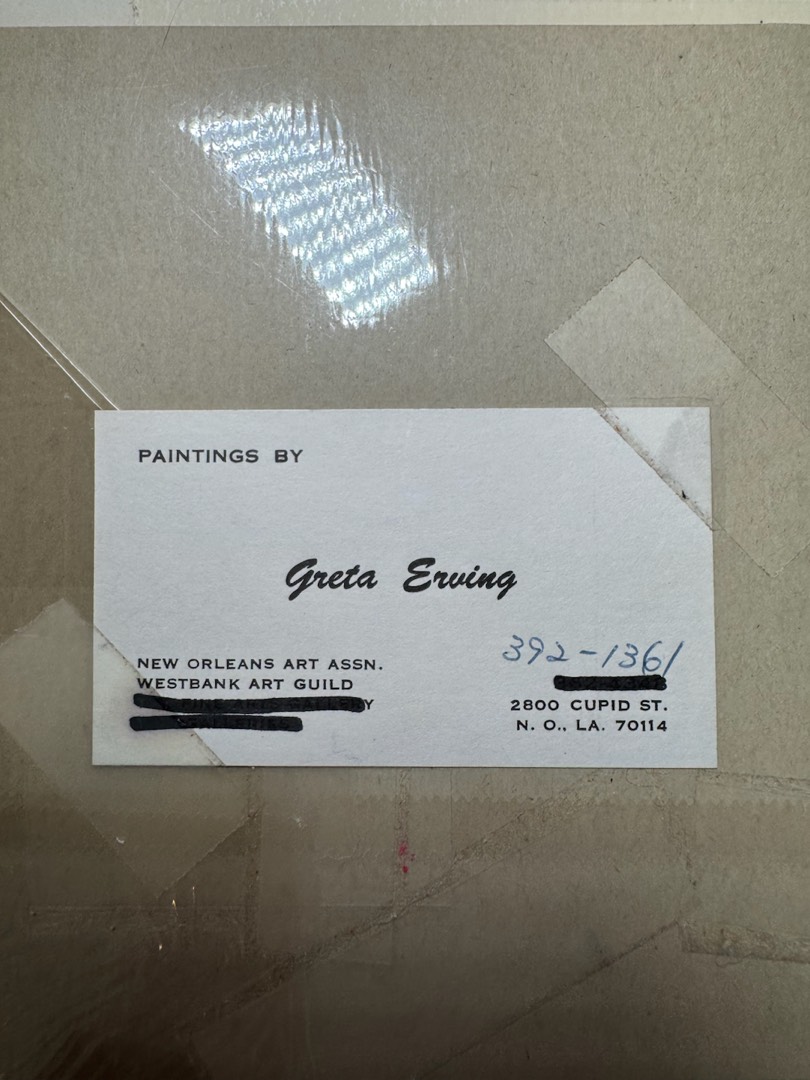 PAINTINGS BY
Greta Erving
392-1361
NEW ORLEANS ART ASSN.
WESTBANK ART GUILD
2800 CUPID ST.
N. O., LA. 70114